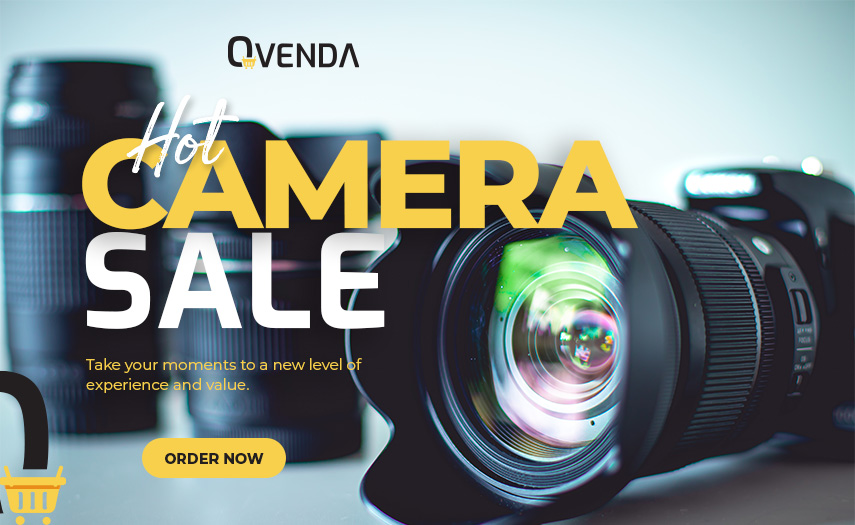 QVENDA
Hot
CAMERA
SALE
Take your moments to a new level of
experience and value.
ORDER NOW